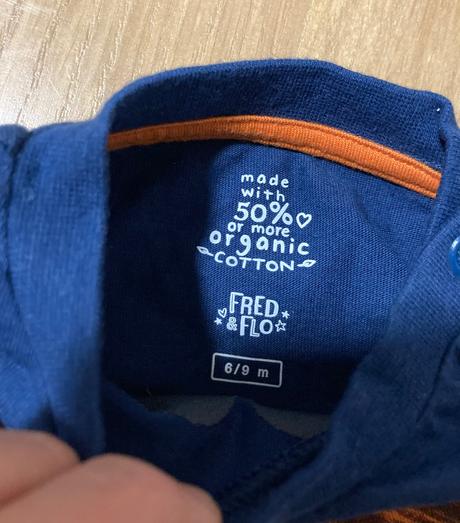 made
with
50%
or more
organic
COTTON
FRED
&FLO
6/9 m